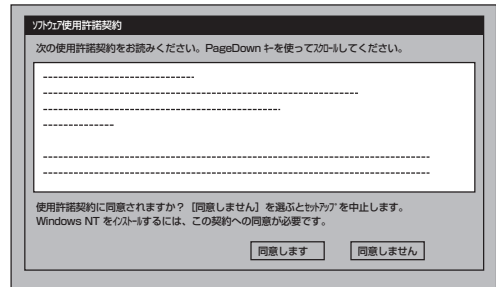 ソフトウェア使用許諾契約
次の使用許諾契約をお読みください。PageDown キーを使ってスクロールしてください。
使用許諾契約に同意されますか？［同意しません］を選ぶとセットアップを中止します。
Windows NT をインストールするには、この契約への同意が必要です。
同意します
同意しません